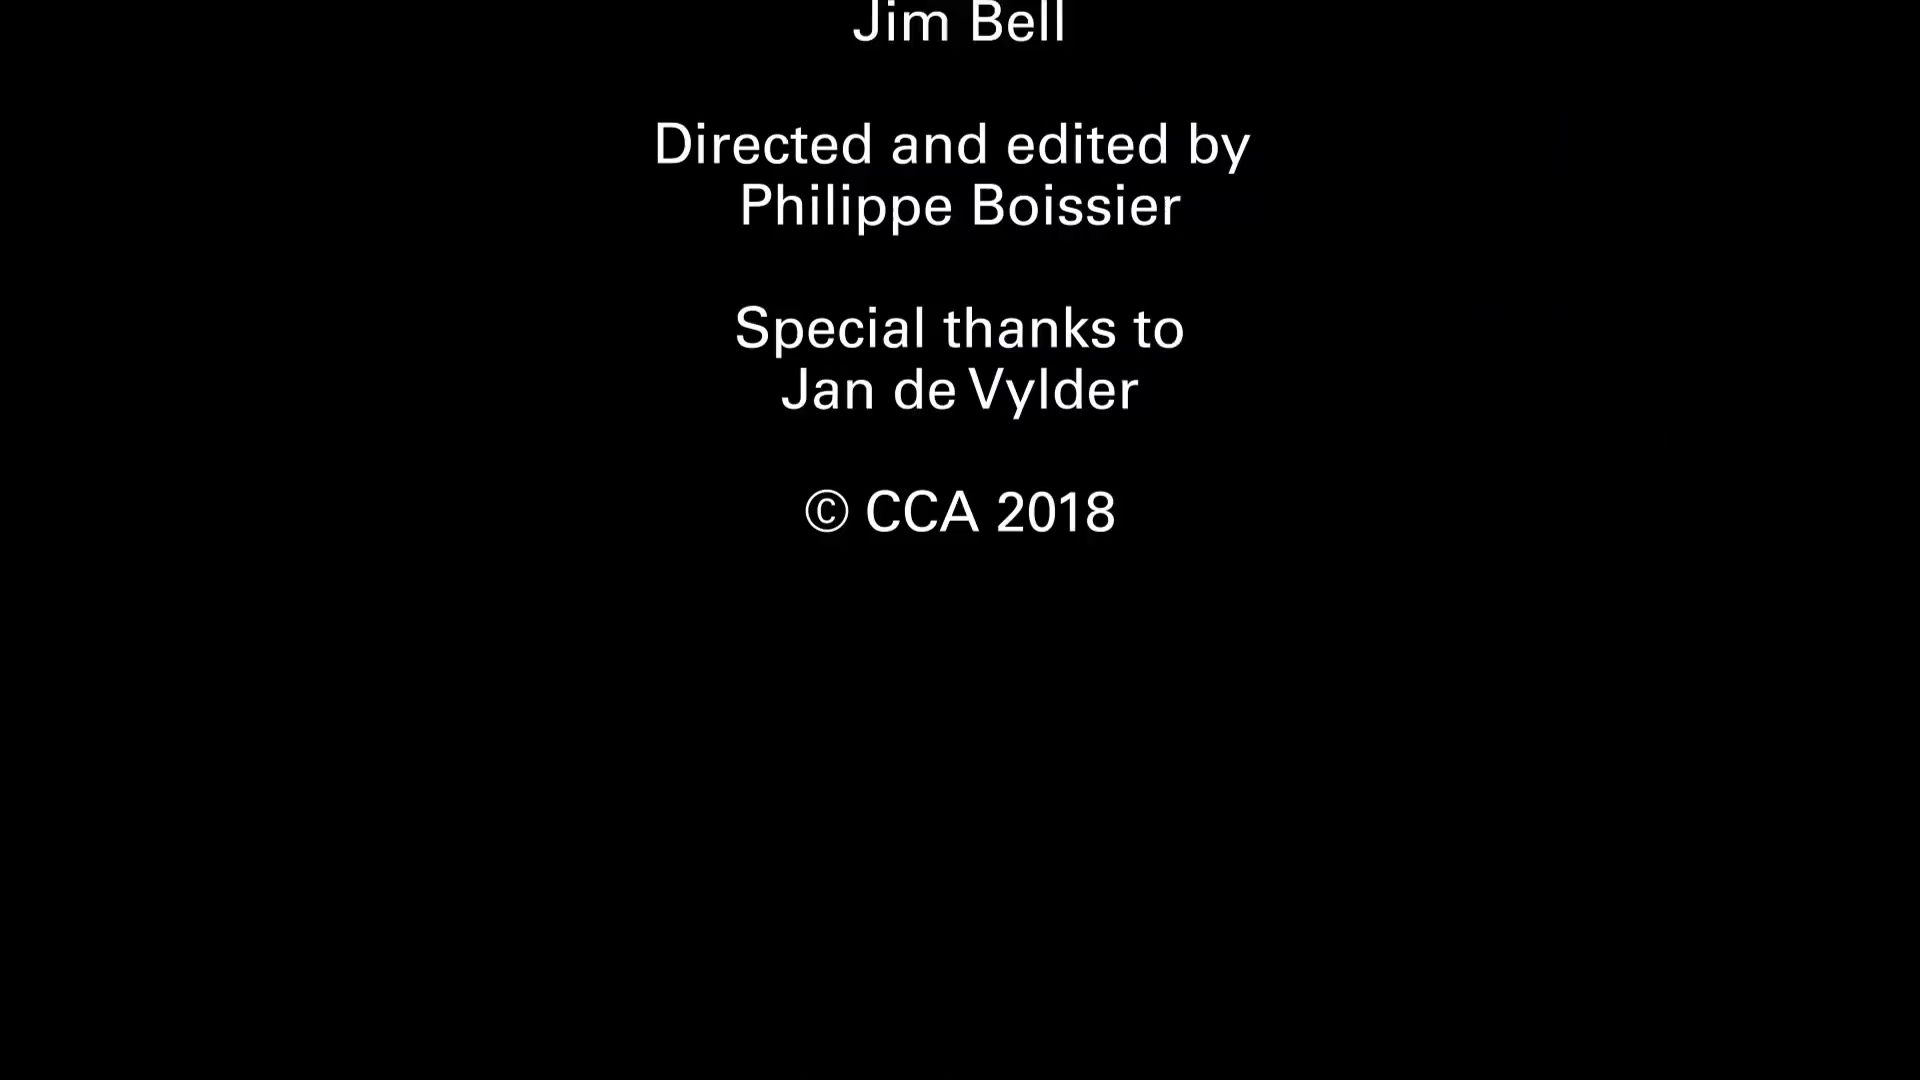 Jim Bell
Directed and edited by
Philippe Boissier
Special thanks to
Jan de Vylder
© CCA 2018